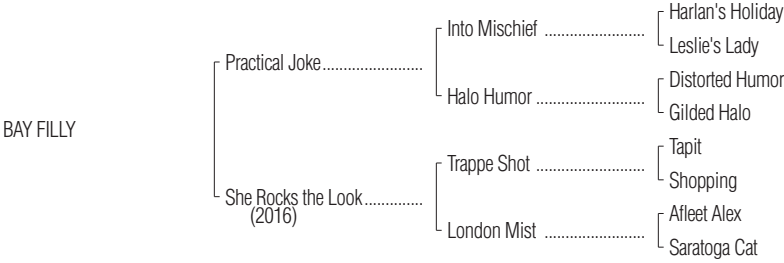 Harlan's Holiday
Into Mischief ........................
Leslie's Lady
Practical Joke........................
Distorted Humor
Halo Humor ..........................
Gilded Halo
BAY FILLY
Tapit
Trappe Shot ..........................
Shopping
She Rocks the Look..............
(2016)
Afleet Alex
London Mist ........................
Saratoga Cat